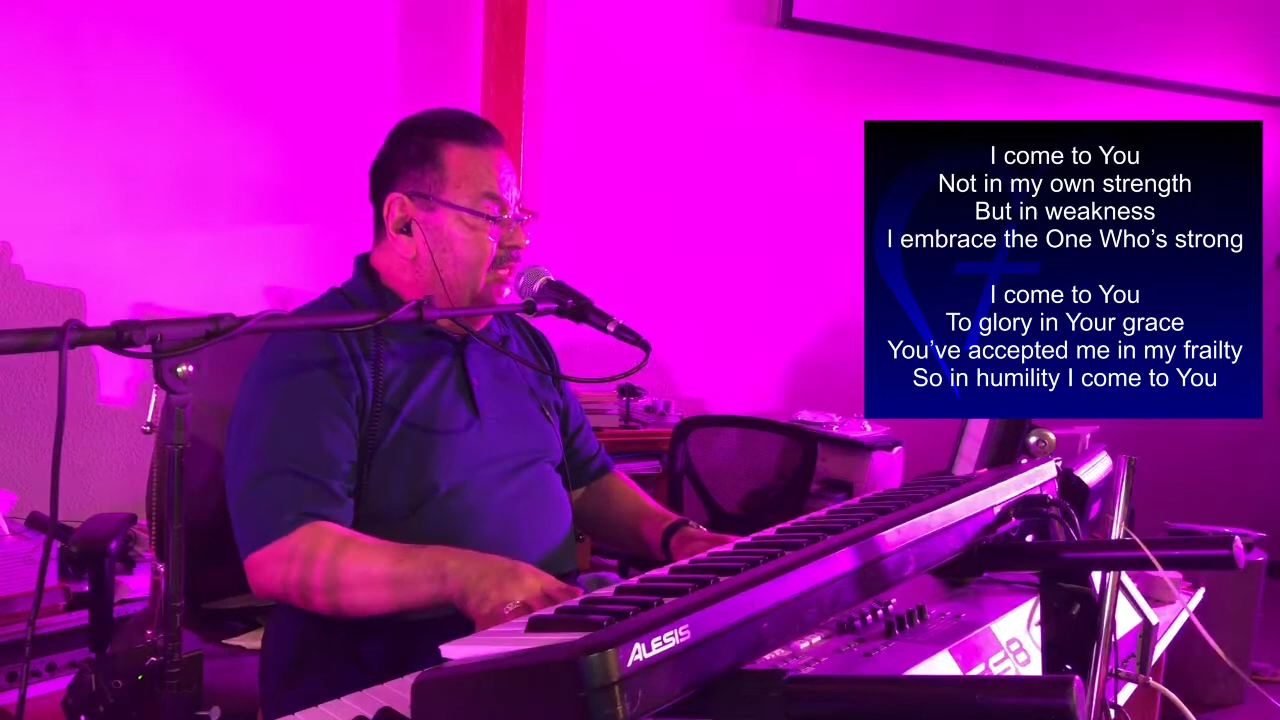 I come to You
Not in my own strength
But in weakness
I embrace the One Who’s strong
I come to You
To glory in Your grace
You’ve accepted me in my frailty
So in humility I come to You
ALESIS
S8